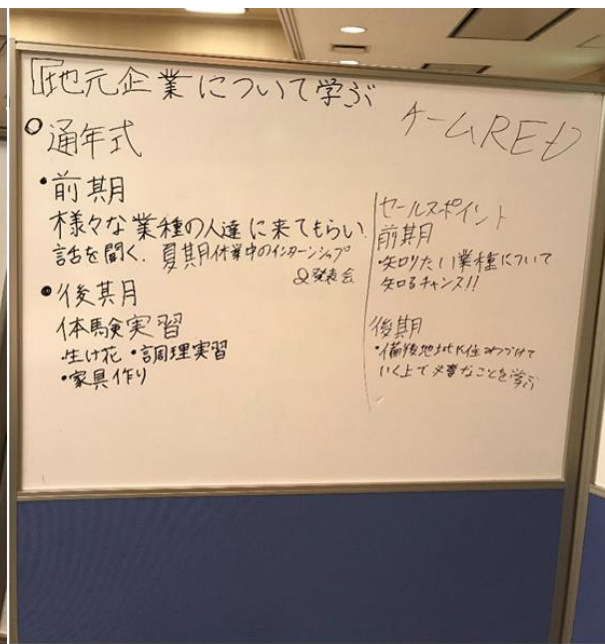 『地元企業について学ぶ
チームRED
○通年式
・前期
様々な業種の人達に来てもらい
話を聞く、夏期休業中のインターンシップ
&発表会
・後期
体験実習
・生け花 ・調理実習
・家具作り
セールスポイント
前期
・知りたい業種について
知るチャンス!!
後期
・備後地域に住みつづけて
いく上で必要なことを学ぶ